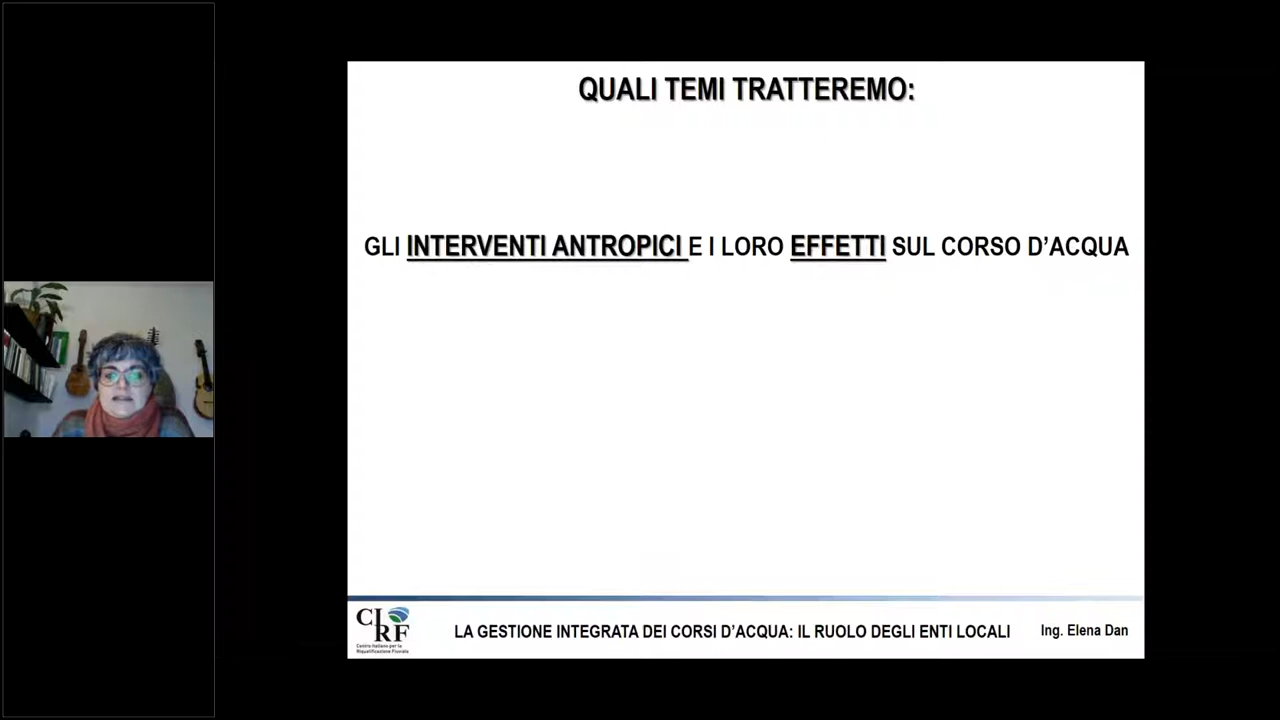 QUALI TEMI TRATTEREMO:
GLI INTERVENTI ANTROPICI E I LORO EFFETTI SUL CORSO D'ACQUA
CIRF
Centro Italiano per la
Riqualificazione Fluviale
LA GESTIONE INTEGRATA DEI CORSI D'ACQUA: IL RUOLO DEGLI ENTI LOCALI
Ing. Elena Dan